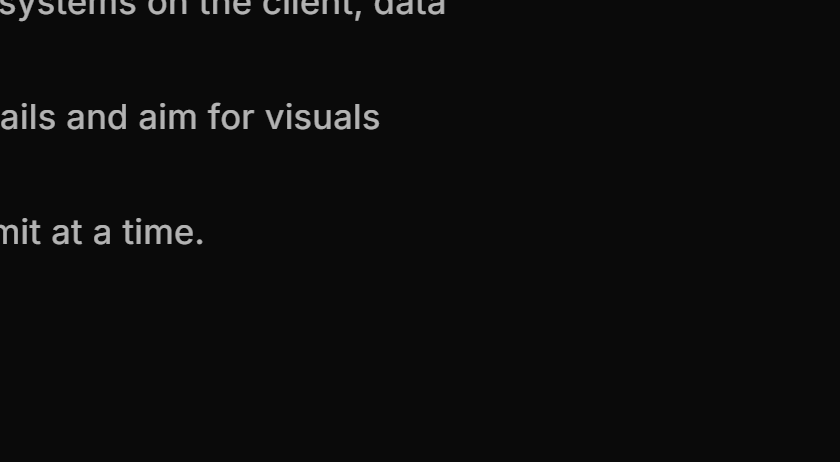 systems on the client, data
ails and aim for visuals
mit at a time.